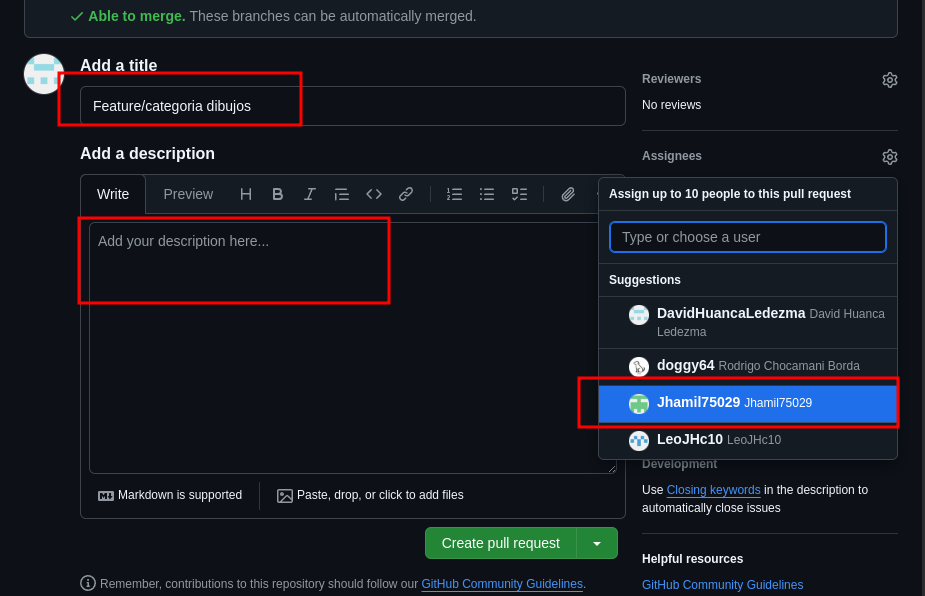 Able to merge. These branches can be automatically merged.
Add a title
Feature/categoria dibujos
Add a description
Write Preview
Add your description here...
Markdown is supported
Paste, drop, or click to add files
Create pull request
Remember, contributions to this repository should follow our GitHub Community Guidelines.
Reviewers
No reviews
Assignees
Assign up to 10 people to this pull request
Type or choose a user
Suggestions
DavidHuancaLedezma David Huanca
Ledezma
doggy64 Rodrigo Chocamani Borda
Jhamil75029 Jhamil75029
LeoJHc10 LeoJHc10
Development
Use Closing keywords in the description to
automatically close issues
Helpful resources
GitHub Community Guidelines